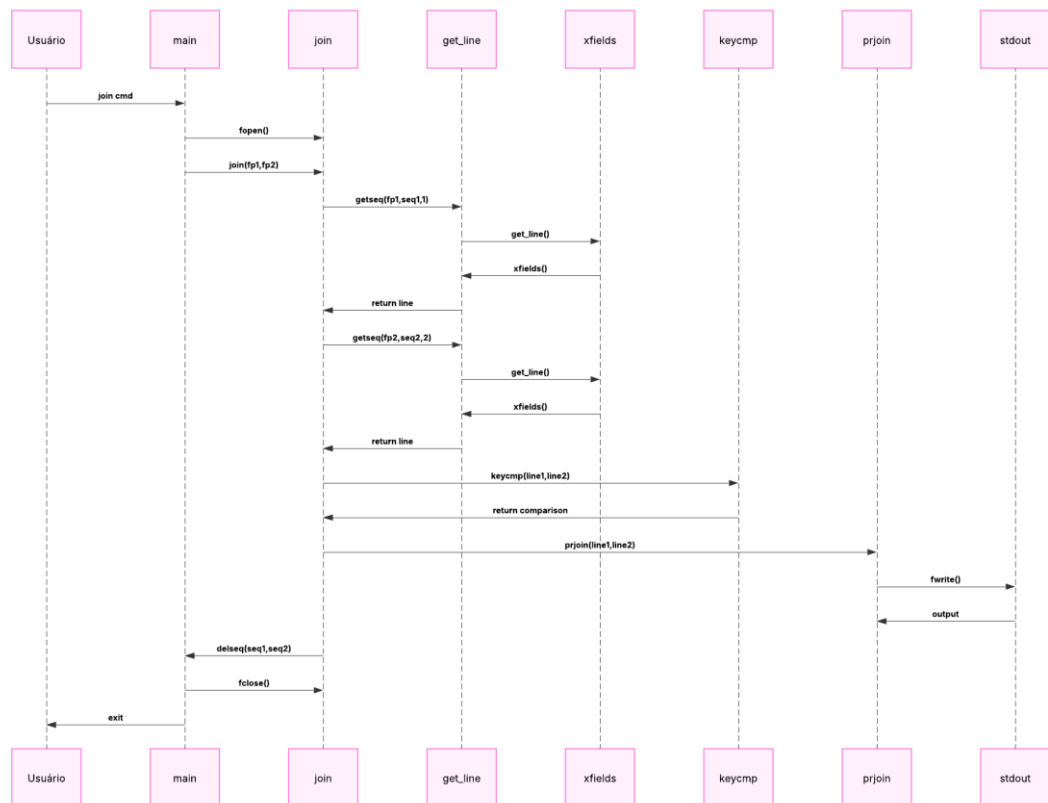 Usuário
main
join
get_line
xfields
keycmp
prjoin
stdout
join cmd
fopen()
join(fp1,fp2)
getseq(fp1,seq1,1)
get_line()
xfields()
return line
getseq(fp2,seq2,2)
get_line()
xfields()
return line
keycmp(line1,line2)
return comparison
prjoin(line1,line2)
fwrite()
output
delseq(seq1,seq2)
fclose()
exit
Usuário
main
join
get_line
xfields
keycmp
prjoin
stdout